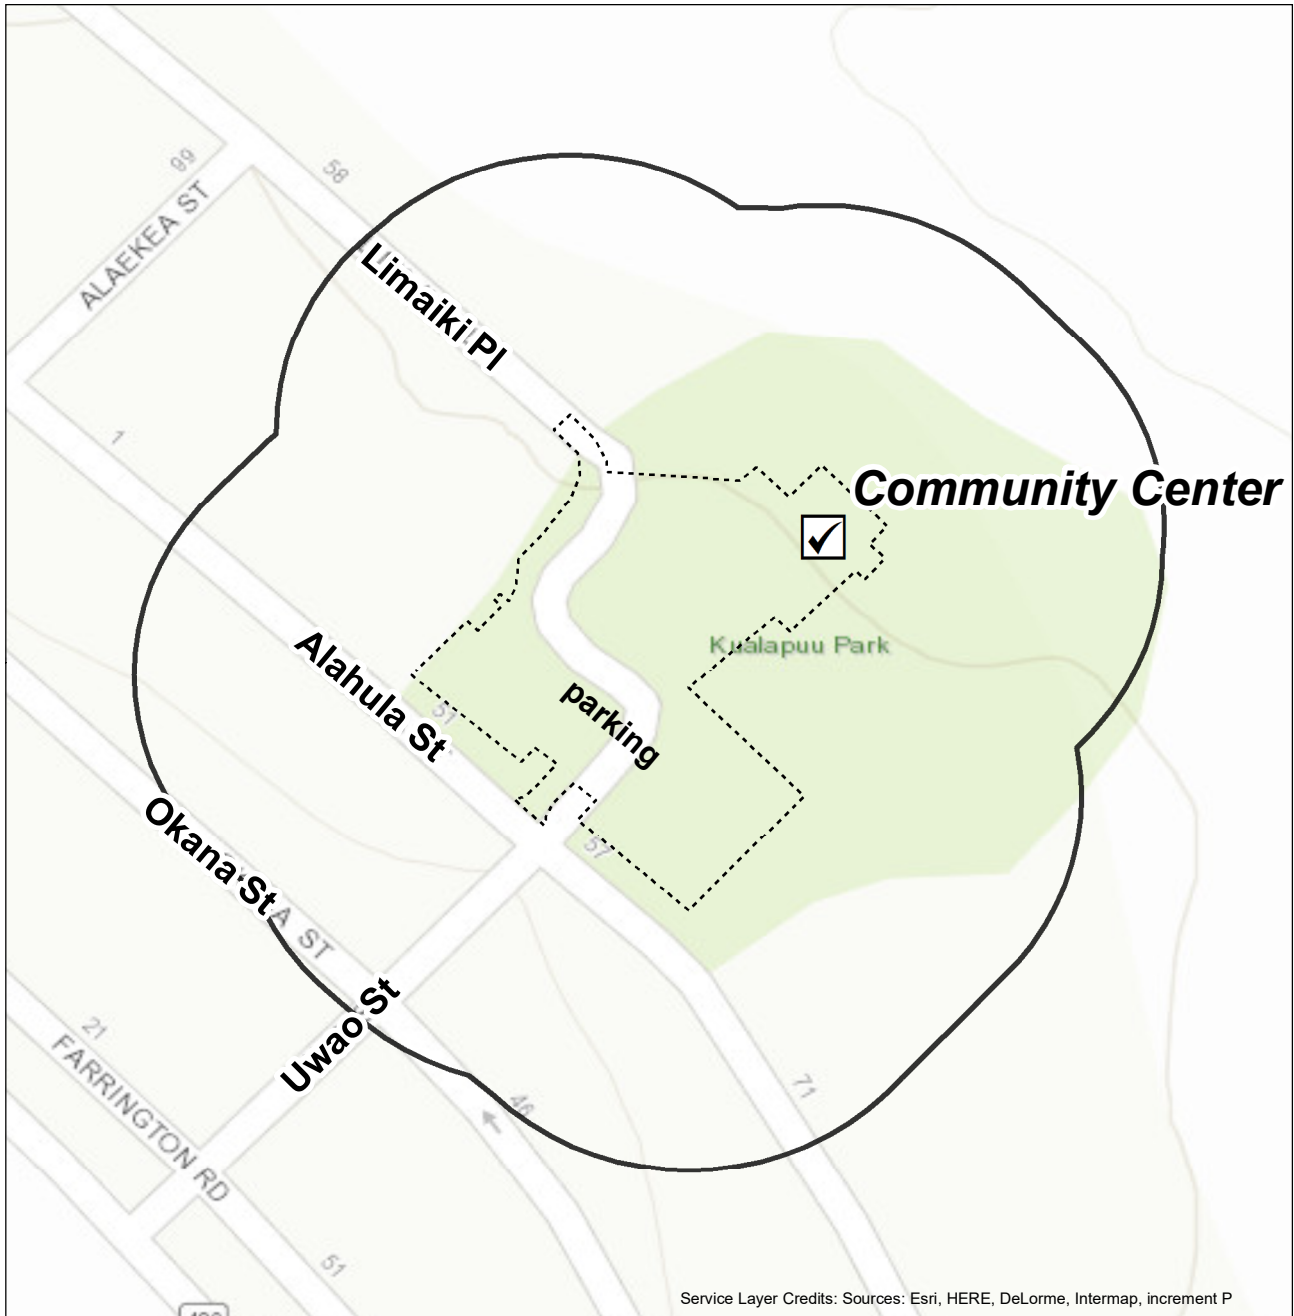 99
58
ALAEKEA ST
Limaiki Pl
1
Community Center
Kualapuu Park
Alahula St
51
parking
Okana St
A ST
57
Uwao St
21
FARRINGTON RD
46
71
51
Service Layer Credits: Sources: Esri, HERE, DeLorme, Intermap, increment P